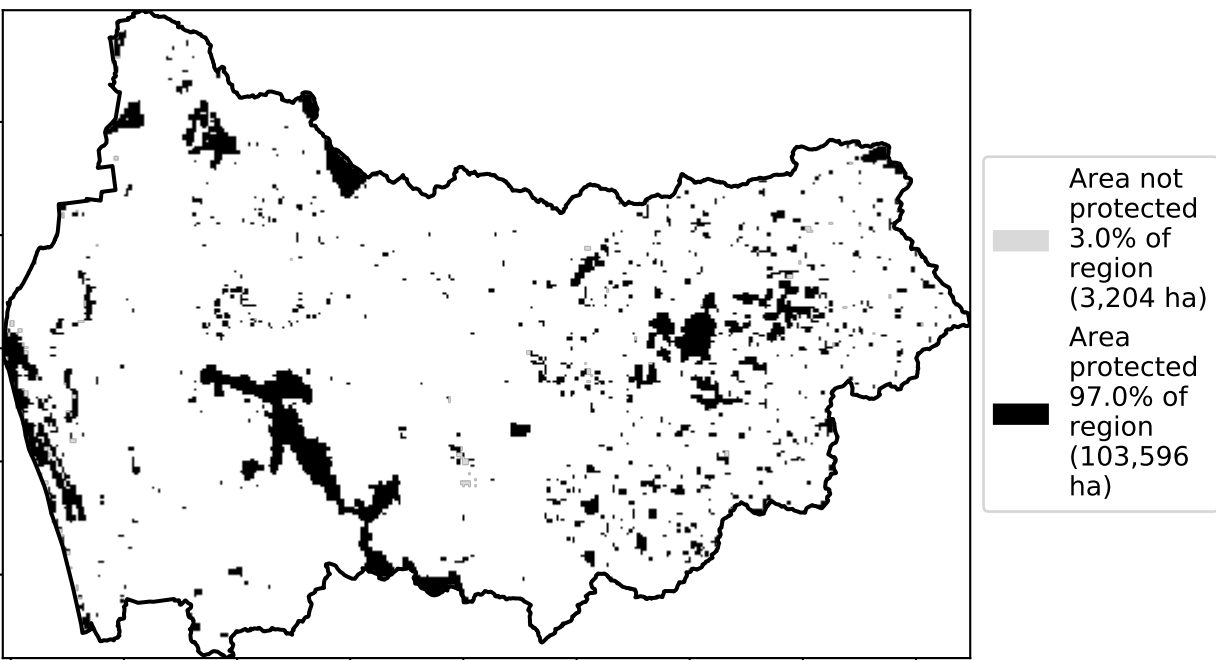 Area not
protected
3.0% of
region
(3,204 ha)
Area
protected
97.0% of
region
(103,596
ha)